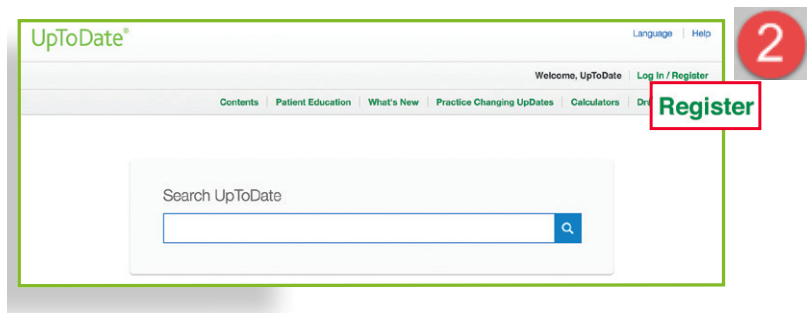 UpToDate®
Language | Help
2
Welcome, UpToDate | Log In / Register
Contents | Patient Education | What's New | Practice Changing UpDates | Calculators
Register
Search UpToDate